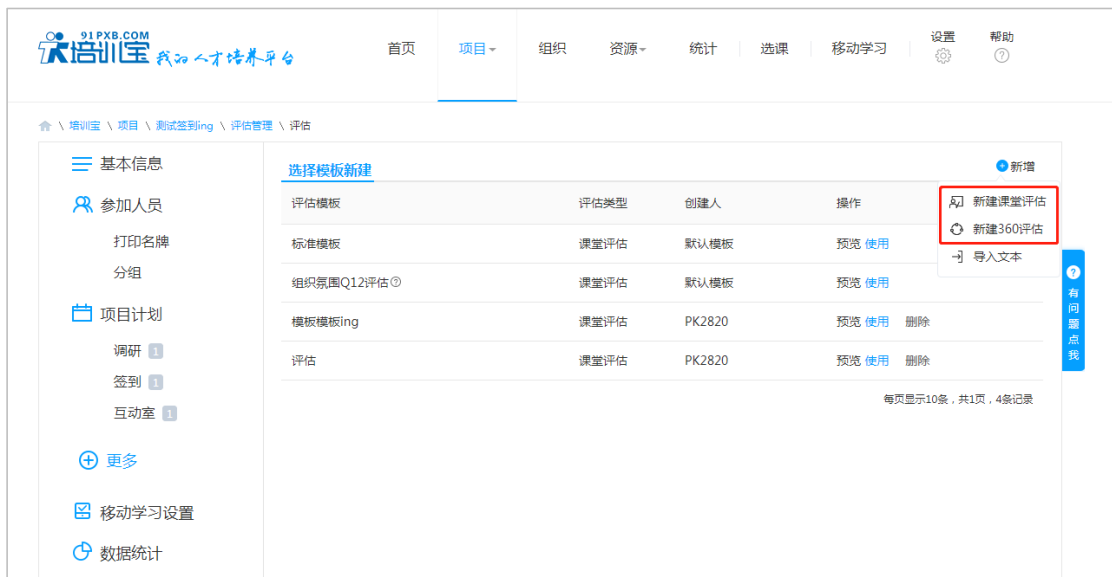 91PXB.COM
培训宝 我的人才培养平台
首页 项目 组织 资源 统计 选课 移动学习 设置 帮助
\ 培训宝 \ 项目 \ 测试签到ing \ 评估管理 \ 评估
基本信息
参加人员
打印名牌
分组
项目计划
调研 1
签到 1
互动室 1
更多
移动学习设置
数据统计
选择模板新建 新增
评估模板 评估类型 创建人 操作
标准模板 课堂评估 默认模板 预览 使用
组织氛围Q12评估 课堂评估 默认模板 预览 使用
模板模板ing 课堂评估 PK2820 预览 使用 删除
评估 课堂评估 PK2820 预览 使用 删除
每页显示10条，共1页，4条记录
新建课堂评估
新建360评估
导入文本
?
有问题点我